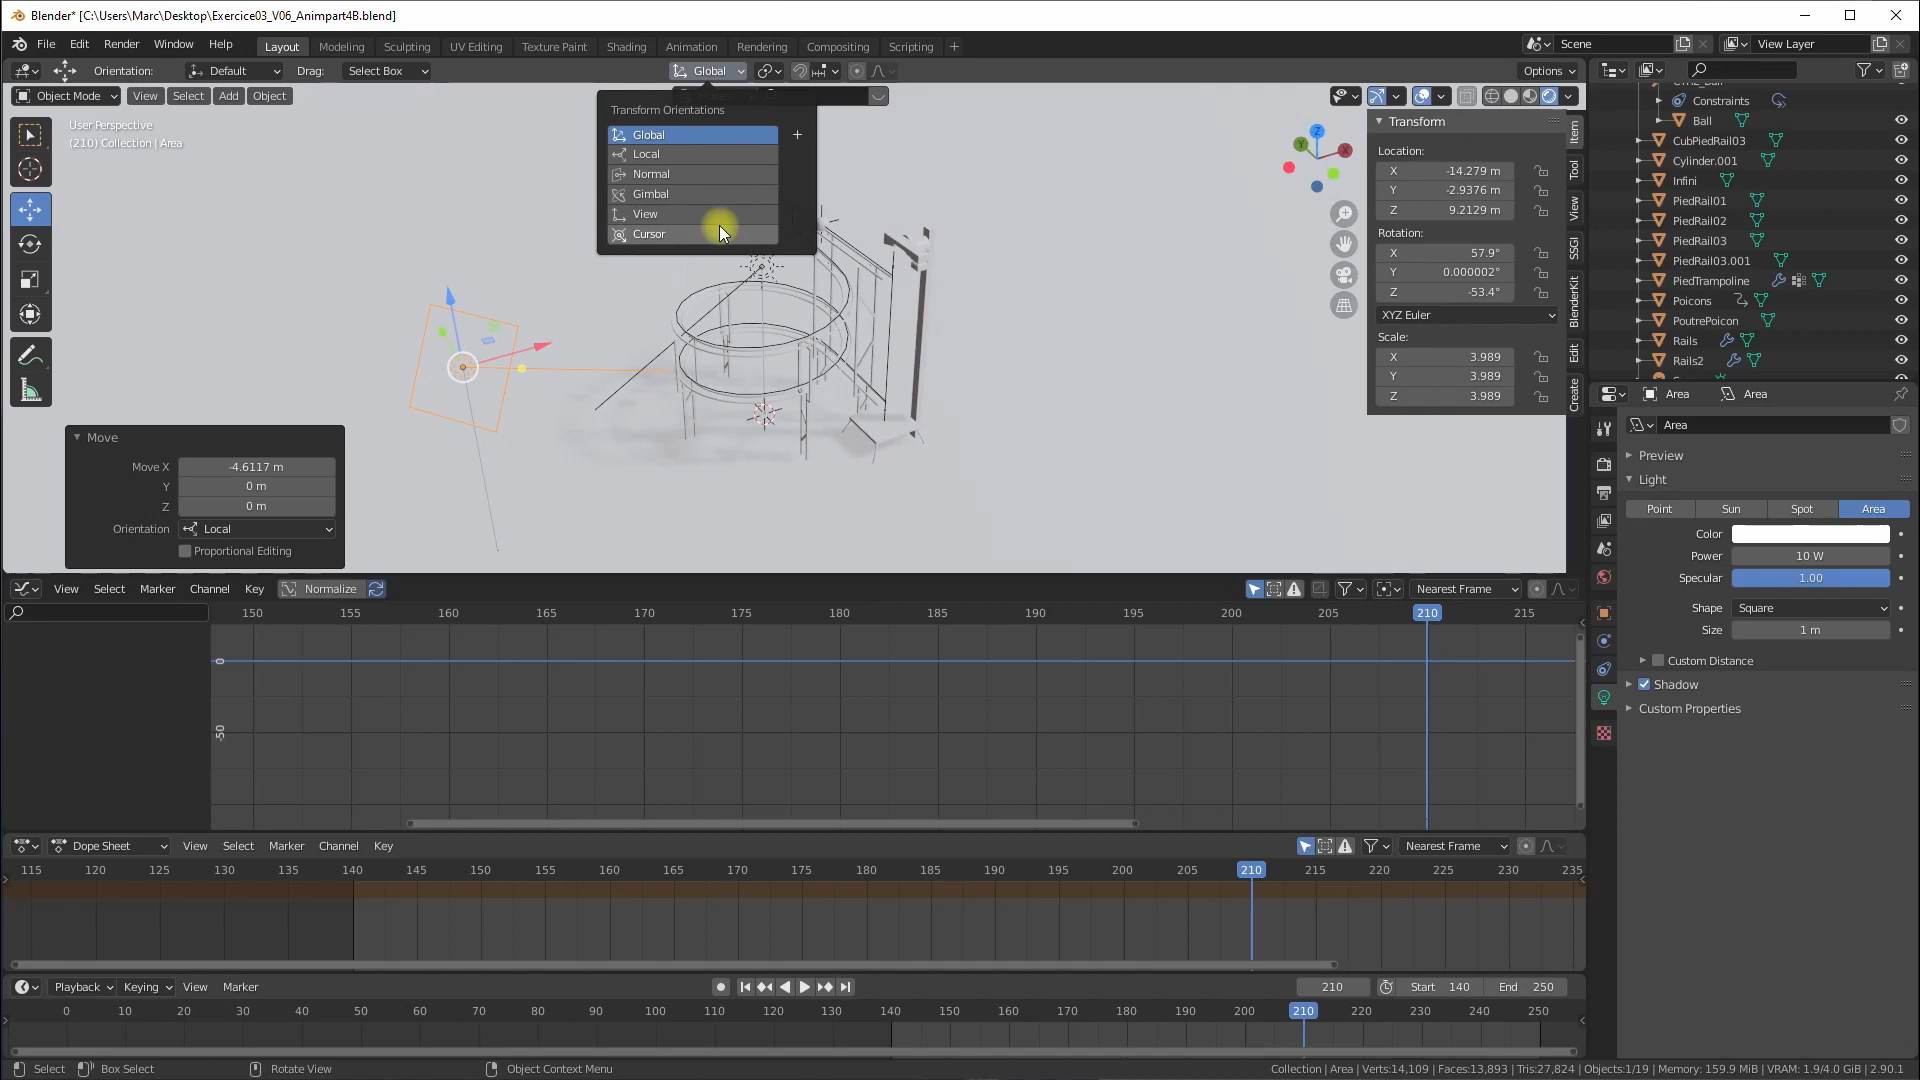 Blender* [C:\Users\Marc\Desktop\Exercice03_V06_Animpart4B.blend]
File Edit Render Window Help Layout Modeling Sculpting UV Editing Texture Paint Shading Animation Rendering Compositing Scripting + Scene View Layer
Orientation: Default Drag: Select Box Global Options
Object Mode View Select Add Object
User Perspective
(210) Collection | Area
Transform Orientations
Global
Local
Normal
Gimbal
View
Cursor
Z
Y
X
Transform
Location:
X -14.279 m
Y -2.9376 m
Z 9.2129 m
Rotation:
X 57.9°
Y 0.000002°
Z -53.4°
XYZ Euler
Scale:
X 3.989
Y 3.989
Z 3.989
Item
Tool
View
SSGI
BlenderKit
Edit
Create
Constraints
Ball
CubPiedRail03
Cylinder.001
Infini
PiedRail01
PiedRail02
PiedRail03
PiedRail03.001
PiedTrampoline
Poicons
PoutrePoicon
Rails
Rails2
Area Area
Area
Preview
Light
Point Sun Spot Area
Color
Power 10 W
Specular 1.00
Shape Square
Size 1 m
Custom Distance
Shadow
Custom Properties
Move
Move X -4.6117 m
Y 0 m
Z 0 m
Orientation Local
Proportional Editing
View Select Marker Channel Key Normalize Nearest Frame
150 155 160 165 170 175 180 185 190 195 200 205 210 215
0
-50
Dope Sheet View Select Marker Channel Key Nearest Frame
115 120 125 130 135 140 145 150 155 160 165 170 175 180 185 190 195 200 205 210 215 220 225 230 235
Playback Keying View Marker 210 Start 140 End 250
0 10 20 30 40 50 60 70 80 90 100 110 120 130 140 150 160 170 180 190 200 210 220 230 240 250
Select Box Select Rotate View Object Context Menu Collection | Area | Verts:14,109 | Faces:13,893 | Tris:27,824 | Objects:1/19 | Memory: 159.9 MiB | VRAM: 1.9/4.0 GiB | 2.90.1